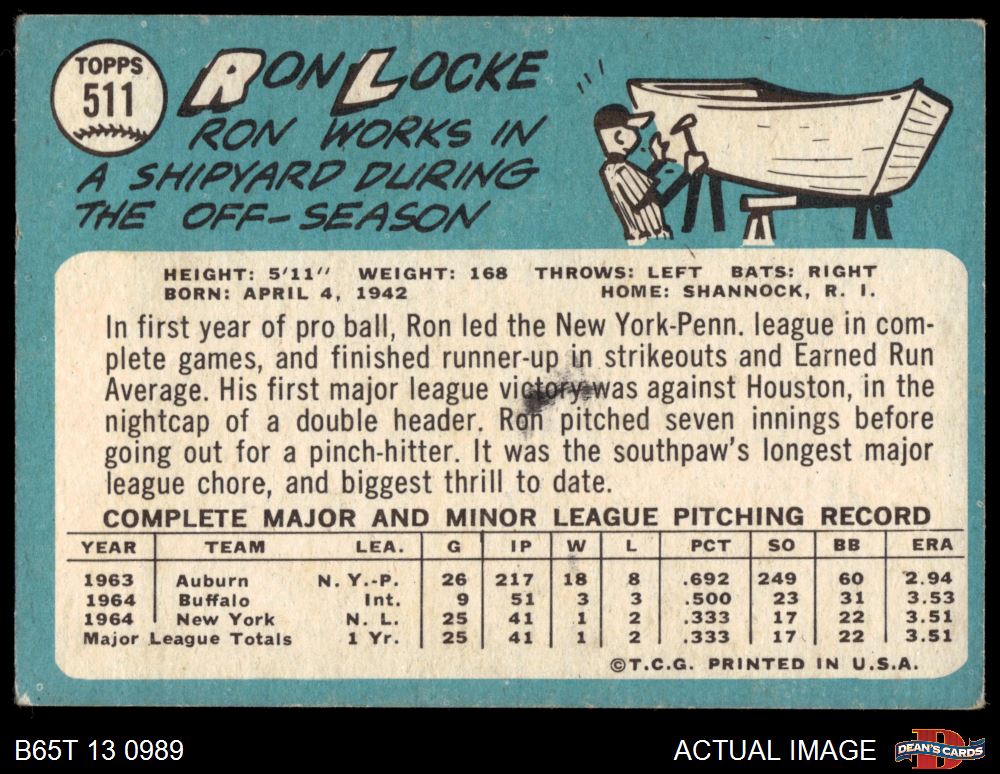 TOPPS
511
RON LOCKE
RON WORKS IN
A SHIPYARD DURING
THE OFF-SEASON
HEIGHT: 5'11" WEIGHT: 168 THROWS: LEFT BATS: RIGHT
BORN: APRIL 4, 1942 HOME: SHANNOCK, R. I.
In first year of pro ball, Ron led the New York-Penn. league in com-
plete games, and finished runner-up in strikeouts and Earned Run
Average. His first major league victory was against Houston, in the
nightcap of a double header. Ron pitched seven innings before
going out for a pinch-hitter. It was the southpaw's longest major
league chore, and biggest thrill to date.
COMPLETE MAJOR AND MINOR LEAGUE PITCHING RECORD
YEAR TEAM LEA. G IP W L PCT SO BB ERA
1963 Auburn N. Y.-P. 26 217 18 8 .692 249 60 2.94
1964 Buffalo Int. 9 51 3 3 .500 23 31 3.53
1964 New York N. L. 25 41 1 2 .333 17 22 3.51
Major League Totals 1 Yr. 25 41 1 2 .333 17 22 3.51
©T.C.G. PRINTED IN U.S.A.
B65T 13 0989 ACTUAL IMAGE D DEAN'S CARDS